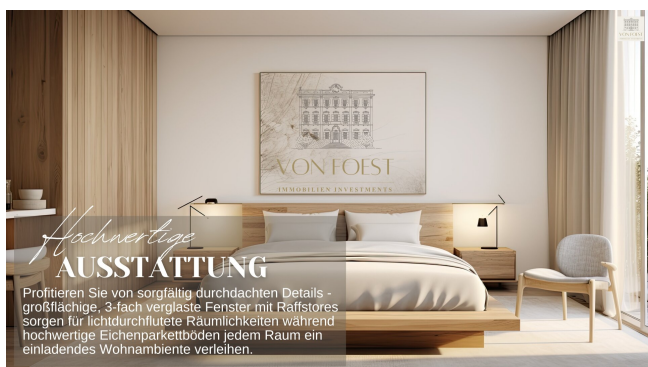 VON FOEST
IMMOBILIEN INVESTMENTS
Hochwertige
AUSSTATTUNG
Profitieren Sie von sorgfältig durchdachten Details -
großflächige, 3-fach verglaste Fenster mit Raffstores
sorgen für lichtdurchflutete Räumlichkeiten während
hochwertige Eichenparkettböden jedem Raum ein
einladendes Wohnambiente verleihen.